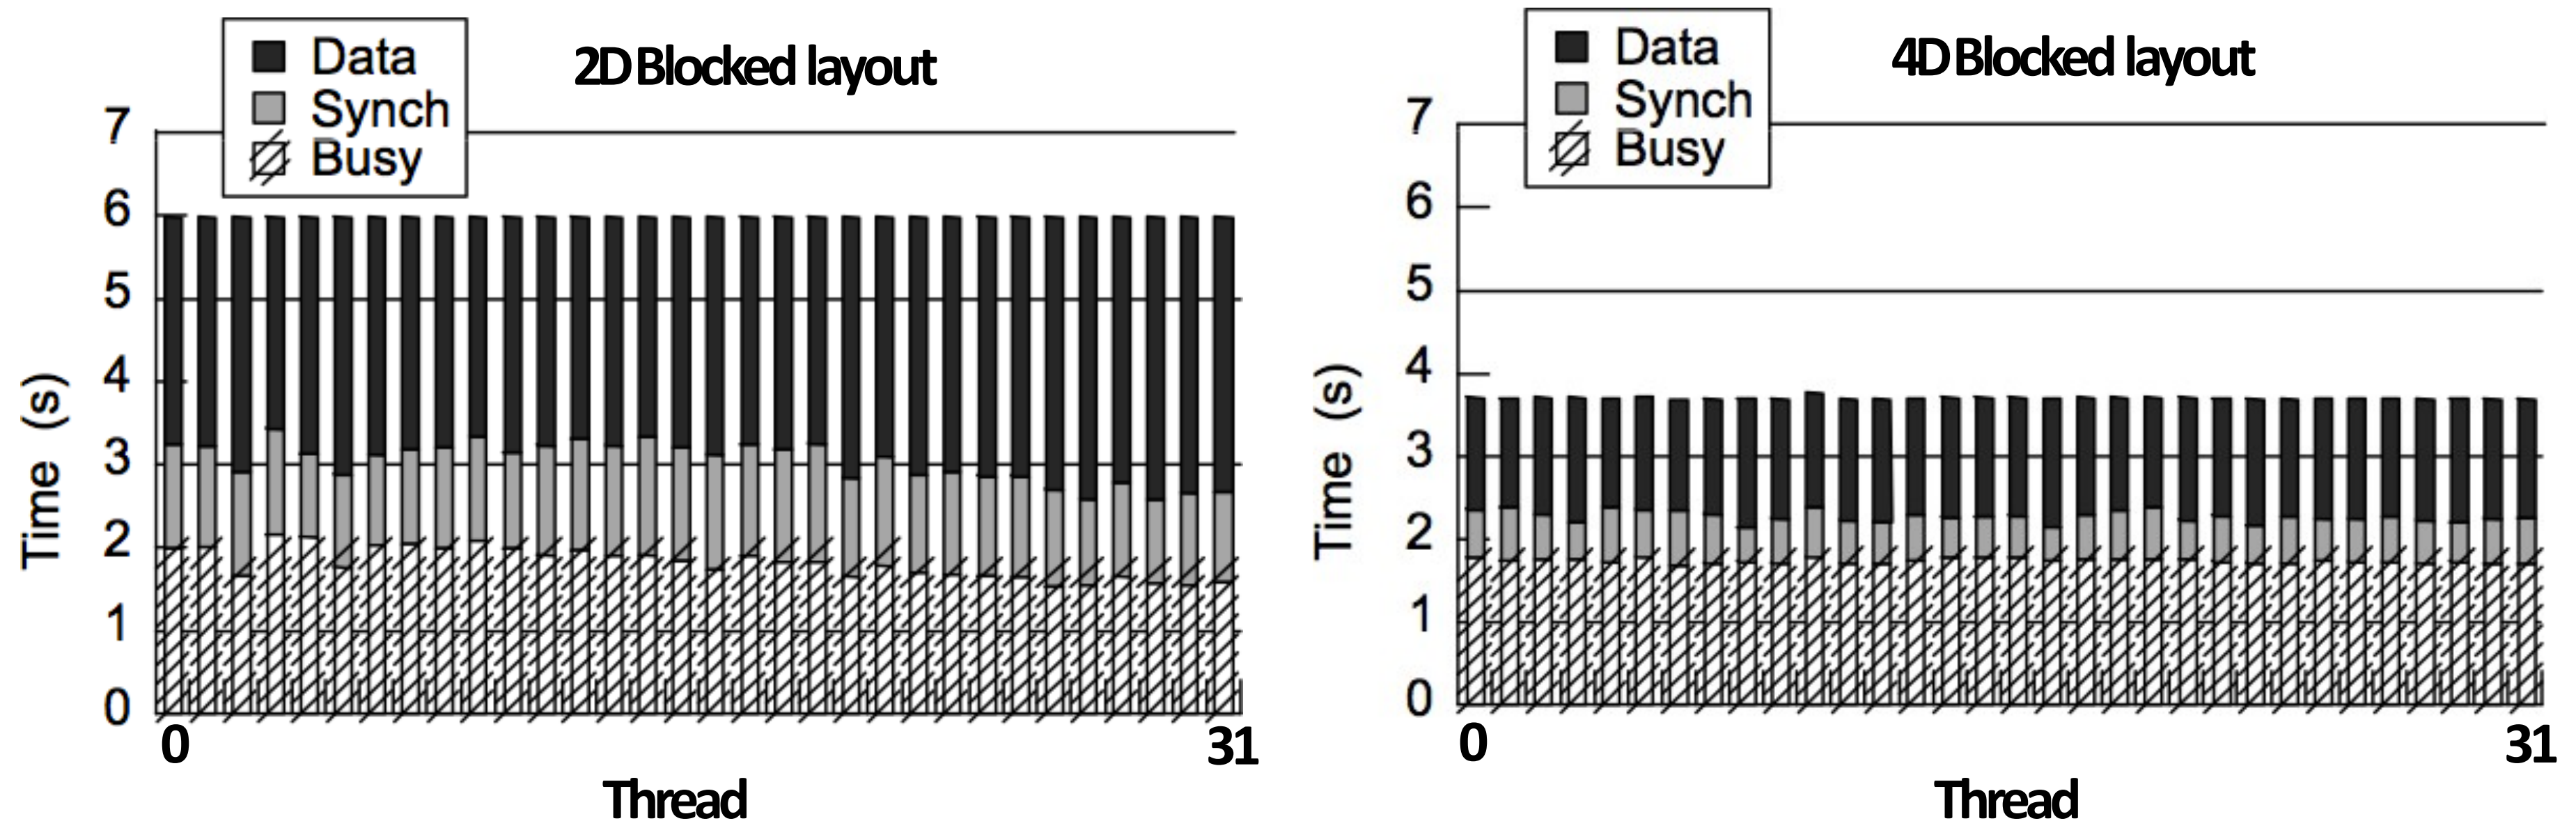 Data
Synch
Busy
2D Blocked layout
7
6
5
4
3
2
1
0
Time (s)
0
31
Thread
Data
Synch
Busy
4D Blocked layout
7
6
5
4
3
2
1
0
Time (s)
0
31
Thread